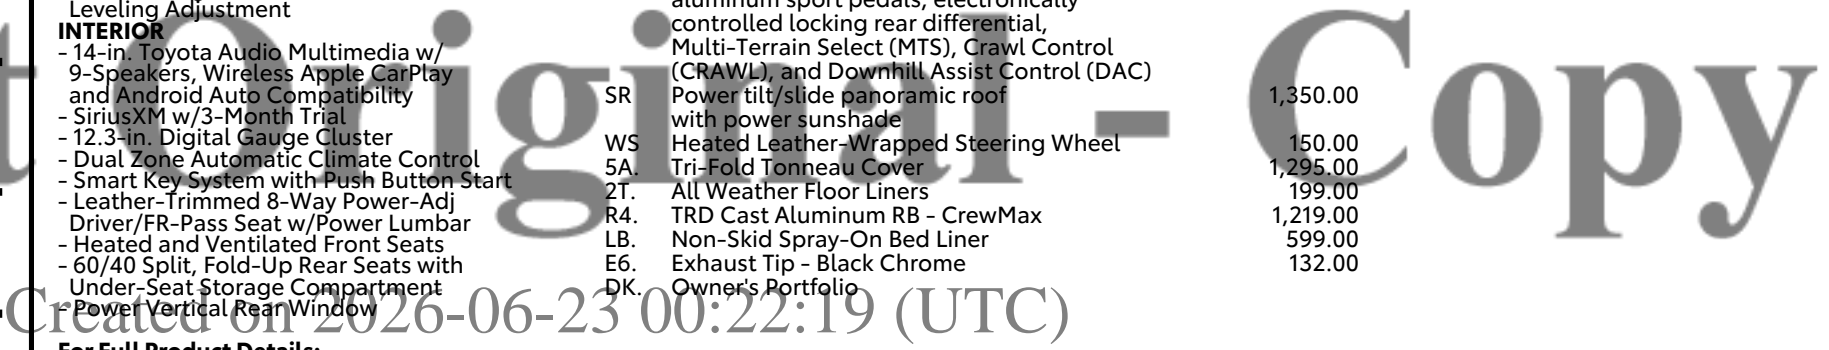 Leveling Adjustment
INTERIOR
- 14-in. Toyota Audio Multimedia w/
9-Speakers, Wireless Apple CarPlay
and Android Auto Compatibility
- SiriusXM w/3-Month Trial
- 12.3-in. Digital Gauge Cluster
- Dual Zone Automatic Climate Control
- Smart Key System with Push Button Start
- Leather-Trimmed 8-Way Power-Adj
Driver/FR-Pass Seat w/Power Lumbar
- Heated and Ventilated Front Seats
- 60/40 Split, Fold-Up Rear Seats with
Under-Seat Storage Compartment
- Power Vertical Rear Window
For Full Product Details:
aluminum sport pedals, electronically
controlled locking rear differential,
Multi-Terrain Select (MTS), Crawl Control
(CRAWL), and Downhill Assist Control (DAC)
SR Power tilt/slide panoramic roof 1,350.00
with power sunshade
WS Heated Leather-Wrapped Steering Wheel 150.00
5A. Tri-Fold Tonneau Cover 1,295.00
2T. All Weather Floor Liners 199.00
R4. TRD Cast Aluminum RB - CrewMax 1,219.00
LB. Non-Skid Spray-On Bed Liner 599.00
E6. Exhaust Tip - Black Chrome 132.00
DK. Owner's Portfolio
t Original - Copy
Created on 2026-06-23 00:22:19 (UTC)